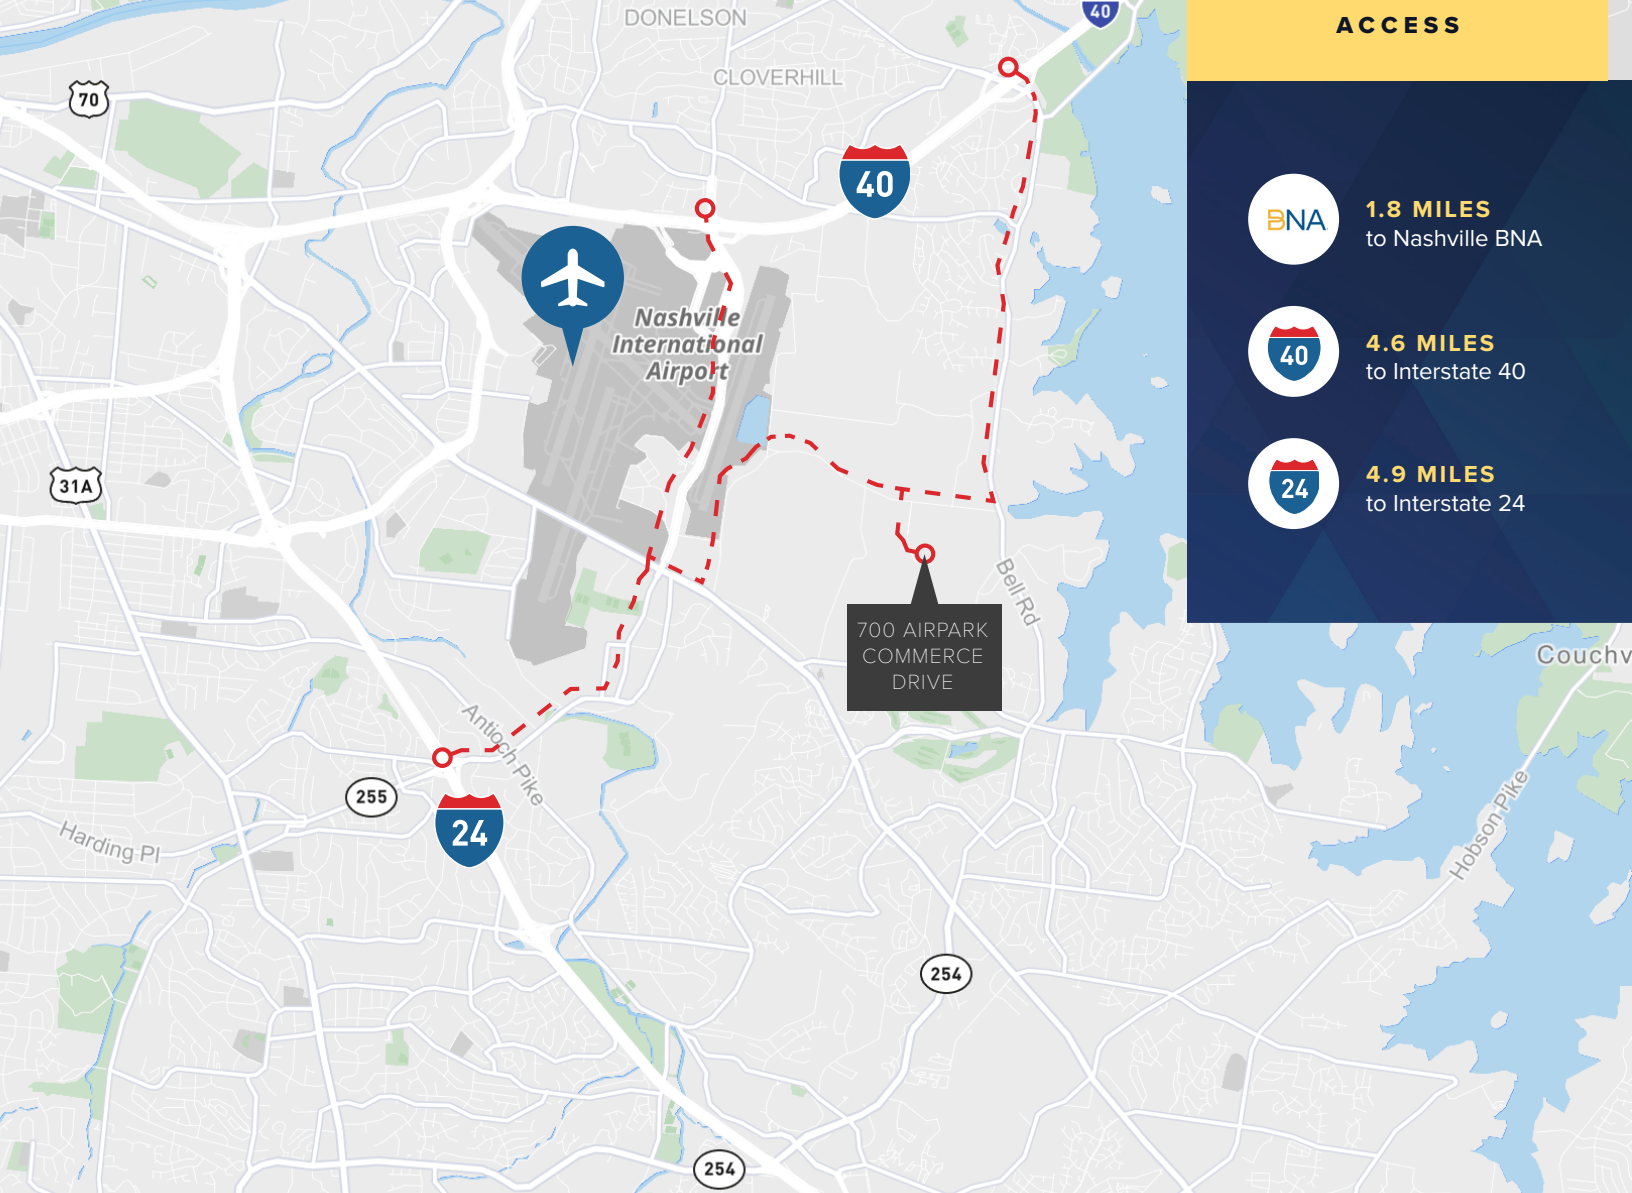 DONELSON
40
ACCESS
CLOVERHILL
70
40
BNA
1.8 MILES
to Nashville BNA
Nashville
International
Airport
40
4.6 MILES
to Interstate 40
31A
24
4.9 MILES
to Interstate 24
Bell Rd
700 AIRPARK
COMMERCE
DRIVE
Couchv
Antioch Pike
255
24
Harding Pl
Hobson Pike
254
254